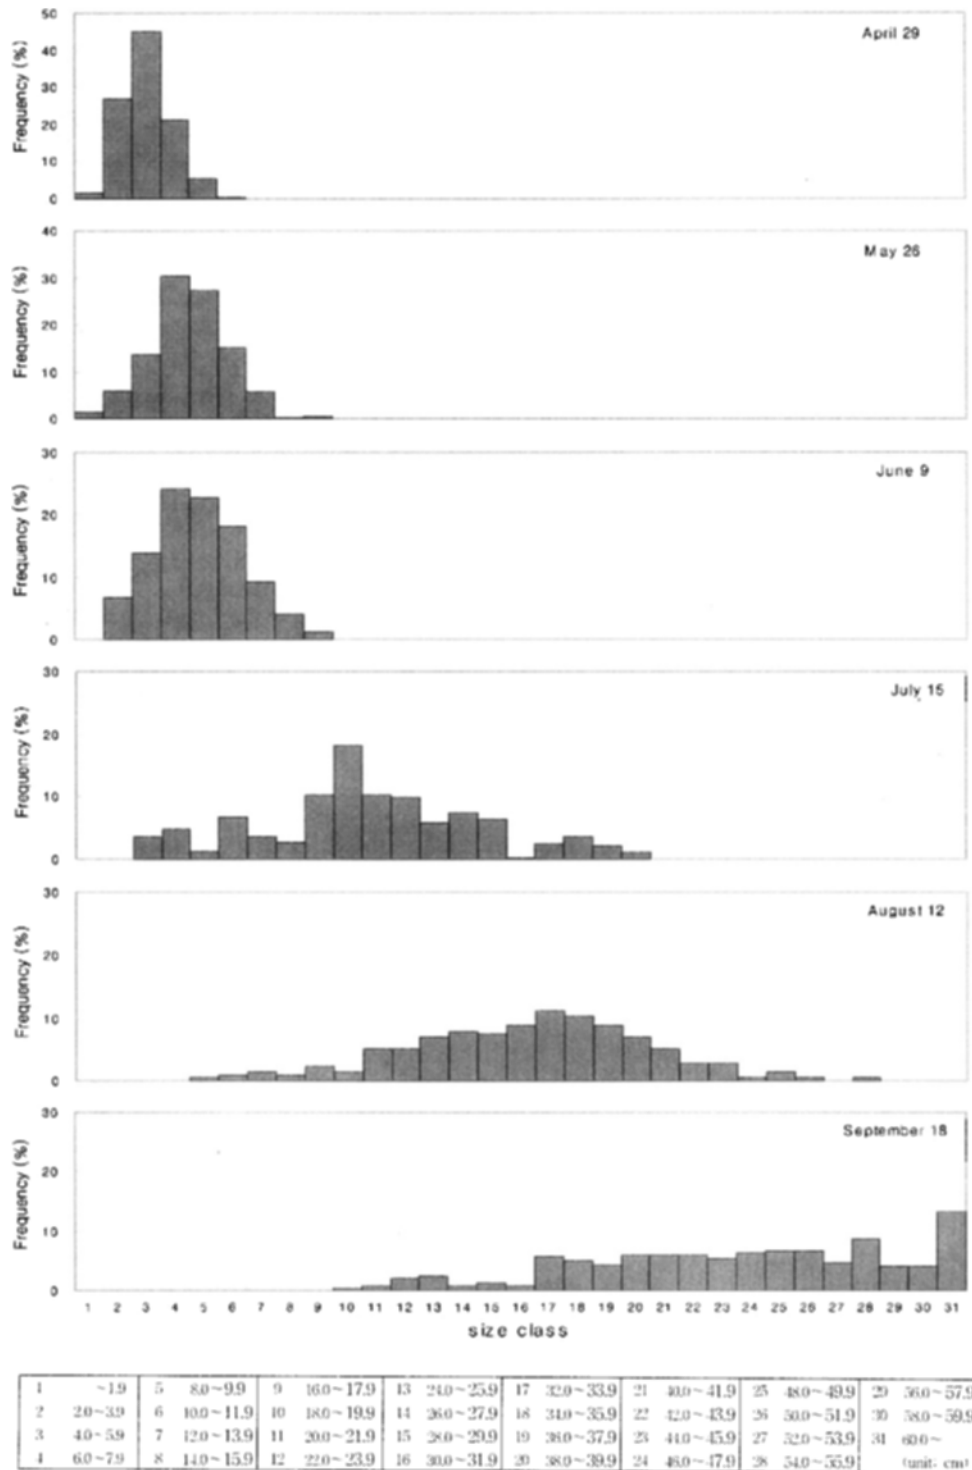 50
April 29
40
30
20
10
0
Frequency (%)
40
May 26
30
20
10
0
Frequency (%)
30
June 9
20
10
0
Frequency (%)
30
July 15
20
10
0
Frequency (%)
30
August 12
20
10
0
Frequency (%)
30
September 18
20
10
0
Frequency (%)
1 2 3 4 5 6 7 8 9 10 11 12 13 14 15 16 17 18 19 20 21 22 23 24 25 26 27 28 29 30 31
size class
1 ~1.9 5 8.0~9.9 9 16.0~17.9 13 24.0~25.9 17 32.0~33.9 21 40.0~41.9 25 48.0~49.9 29 56.0~57.9
2 2.0~3.9 6 10.0~11.9 10 18.0~19.9 14 26.0~27.9 18 34.0~35.9 22 42.0~43.9 26 50.0~51.9 30 58.0~59.9
3 4.0~5.9 7 12.0~13.9 11 20.0~21.9 15 28.0~29.9 19 36.0~37.9 23 44.0~45.9 27 52.0~53.9 31 60.0~
4 6.0~7.9 8 14.0~15.9 12 22.0~23.9 16 30.0~31.9 20 38.0~39.9 24 46.0~47.9 28 54.0~55.9 (unit: cm)